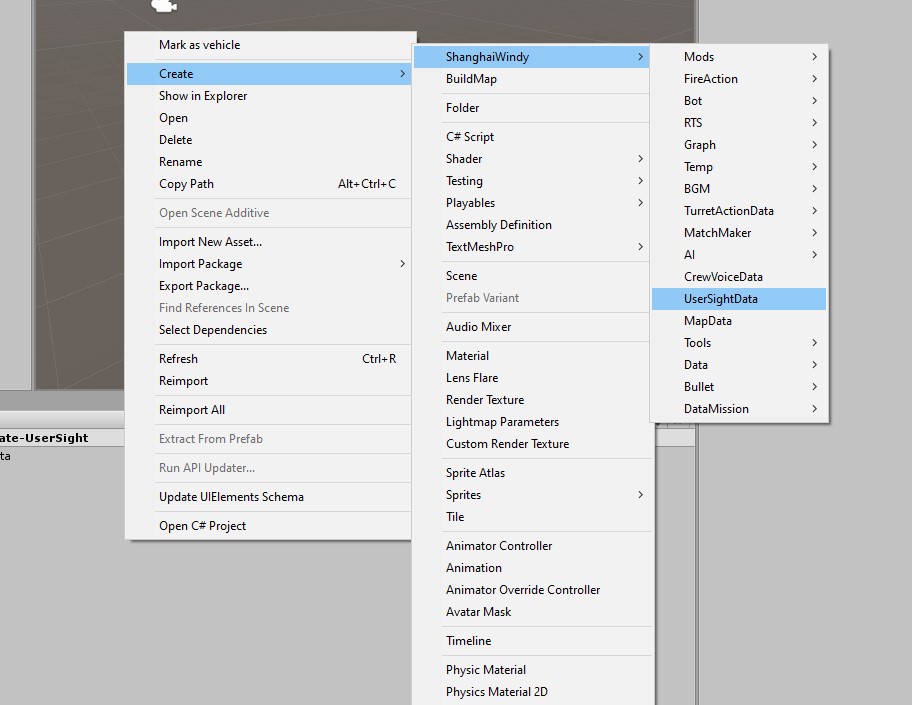 Mark as vehicle
Create
Show in Explorer
Open
Delete
Rename
Copy Path Alt+Ctrl+C
Open Scene Additive
Import New Asset...
Import Package
Export Package...
Find References In Scene
Select Dependencies
Refresh Ctrl+R
Reimport
Reimport All
Extract From Prefab
Run API Updater...
Update UIElements Schema
Open C# Project
ShanghaiWindy
BuildMap
Folder
C# Script
Shader
Testing
Playables
Assembly Definition
TextMeshPro
Scene
Prefab Variant
Audio Mixer
Material
Lens Flare
Render Texture
Lightmap Parameters
Custom Render Texture
Sprite Atlas
Sprites
Tile
Animator Controller
Animation
Animator Override Controller
Avatar Mask
Timeline
Physic Material
Physics Material 2D
Mods
FireAction
Bot
RTS
Graph
Temp
BGM
TurretActionData
MatchMaker
AI
CrewVoiceData
UserSightData
MapData
Tools
Data
Bullet
DataMission
ate-UserSight
ta